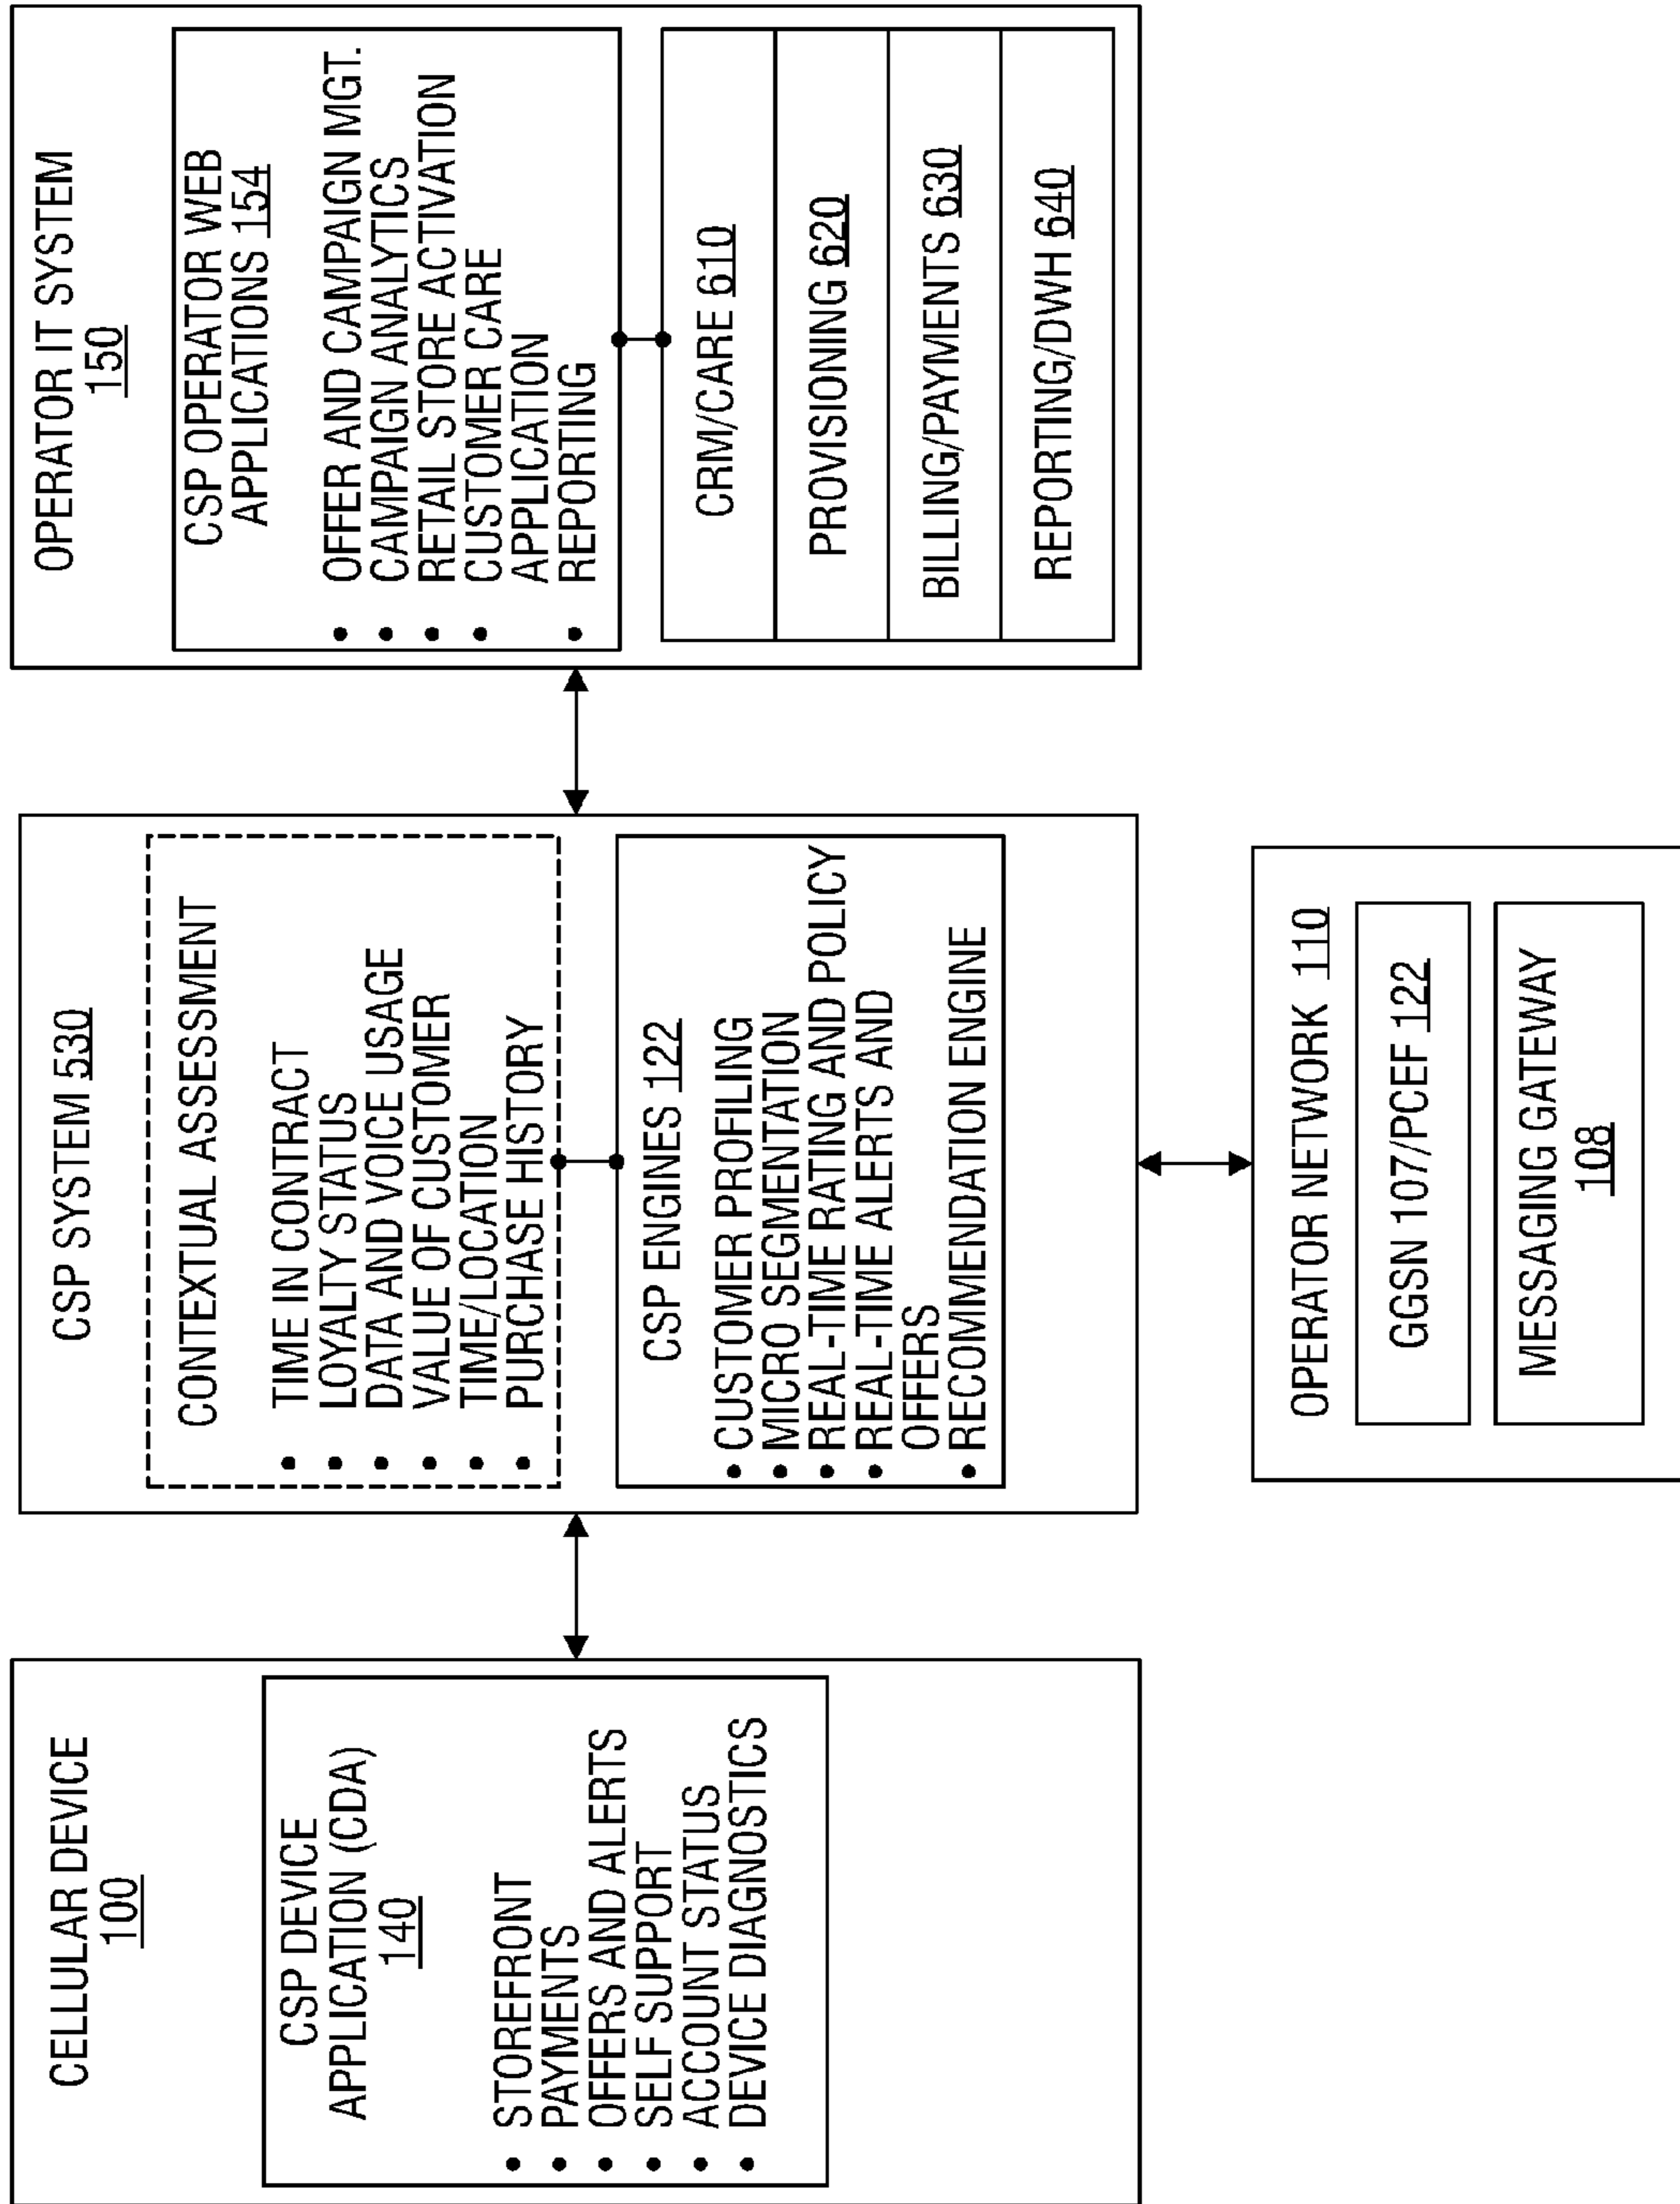 CELLULAR DEVICE
100
CSP DEVICE
APPLICATION (CDA)
140
• STOREFRONT
• PAYMENTS
• OFFERS AND ALERTS
• SELF SUPPORT
• ACCOUNT STATUS
• DEVICE DIAGNOSTICS
CSP SYSTEM 530
CONTEXTUAL ASSESSMENT
• TIME IN CONTRACT
• LOYALTY STATUS
• DATA AND VOICE USAGE
• VALUE OF CUSTOMER
• TIME/LOCATION
• PURCHASE HISTORY
CSP ENGINES 122
• CUSTOMER PROFILING
• MICRO SEGMENTATION
• REAL-TIME RATING AND POLICY
• REAL-TIME ALERTS AND
OFFERS
• RECOMMENDATION ENGINE
OPERATOR IT SYSTEM
150
CSP OPERATOR WEB
APPLICATIONS 154
• OFFER AND CAMPAIGN MGT.
• CAMPAIGN ANALYTICS
• RETAIL STORE ACTIVATION
• CUSTOMER CARE
APPLICATION
• REPORTING
CRM/CARE 610
PROVISIONING 620
BILLING/PAYMENTS 630
REPORTING/DWH 640
OPERATOR NETWORK 110
GGSN 107/PCEF 122
MESSAGING GATEWAY
108